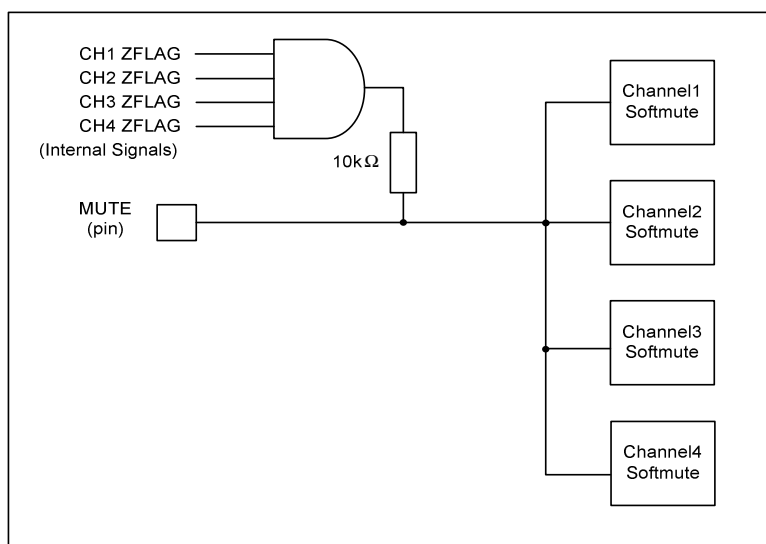 CH1 ZFLAG
CH2 ZFLAG
CH3 ZFLAG
CH4 ZFLAG
(Internal Signals)
10kΩ
MUTE
(pin)
Channel1
Softmute
Channel2
Softmute
Channel3
Softmute
Channel4
Softmute